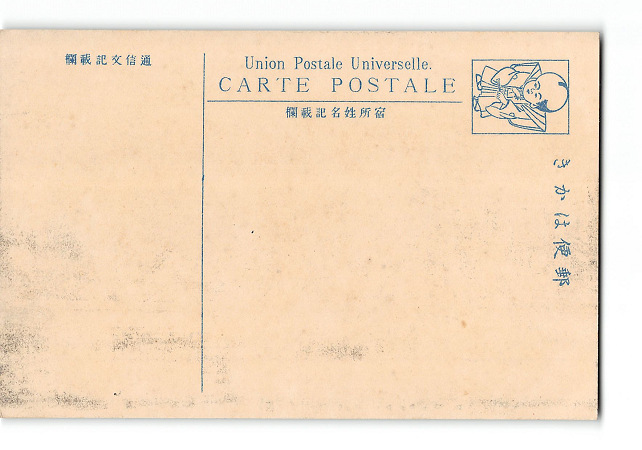 通信文記載欄
Union Postale Universelle.
CARTE POSTALE
宿所姓名記載欄
郵便はかき